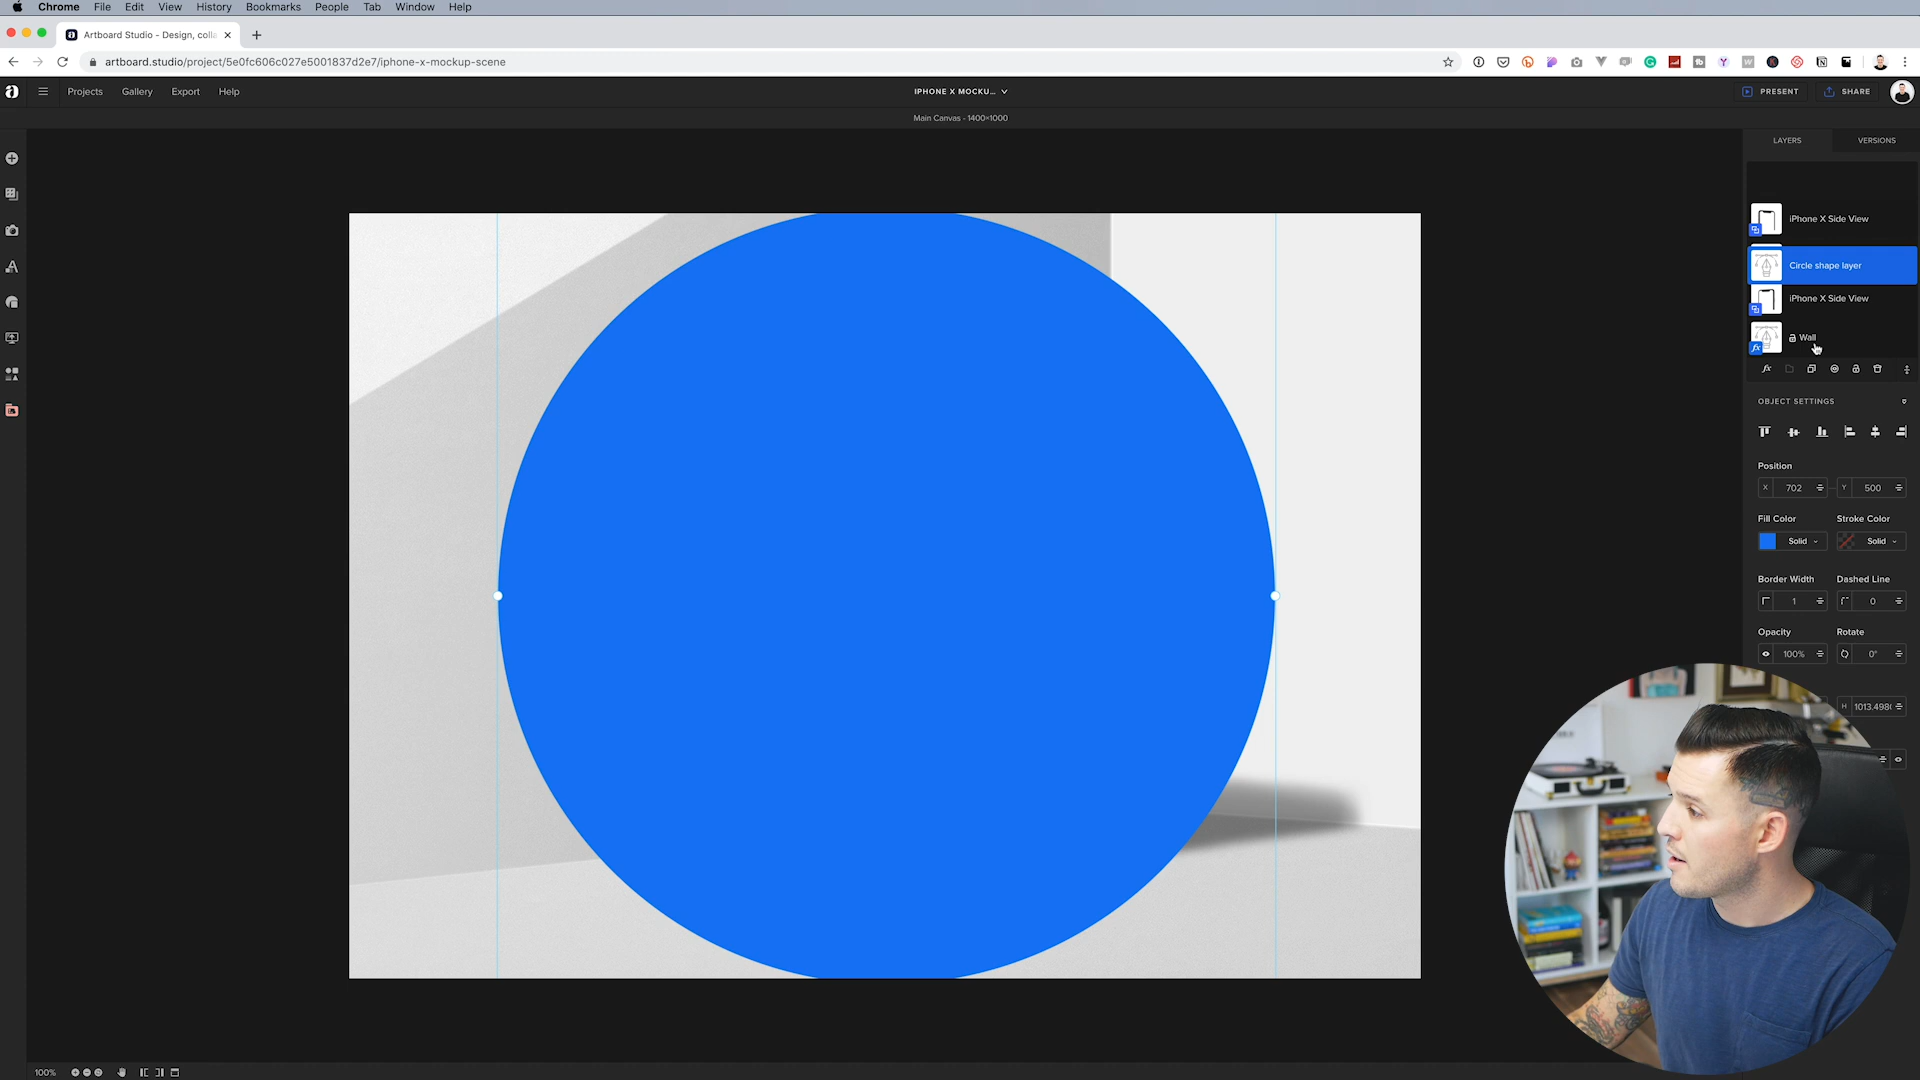 Chrome File Edit View History Bookmarks People Tab Window Help
Artboard Studio - Design, colla
artboard.studio/project/5e0fc606c027e5001837d2e7/iphone-x-mockup-scene
Projects Gallery Export Help
IPHONE X MOCKU...
PRESENT SHARE
Main Canvas - 1400×1000
LAYERS VERSIONS
iPhone X Side View
Circle shape layer
iPhone X Side View
Wall
OBJECT SETTINGS
Position
X 702 Y 500
Fill Color Stroke Color
Solid Solid
Border Width Dashed Line
1 0
Opacity Rotate
100% 0°
H 1013.498
100%